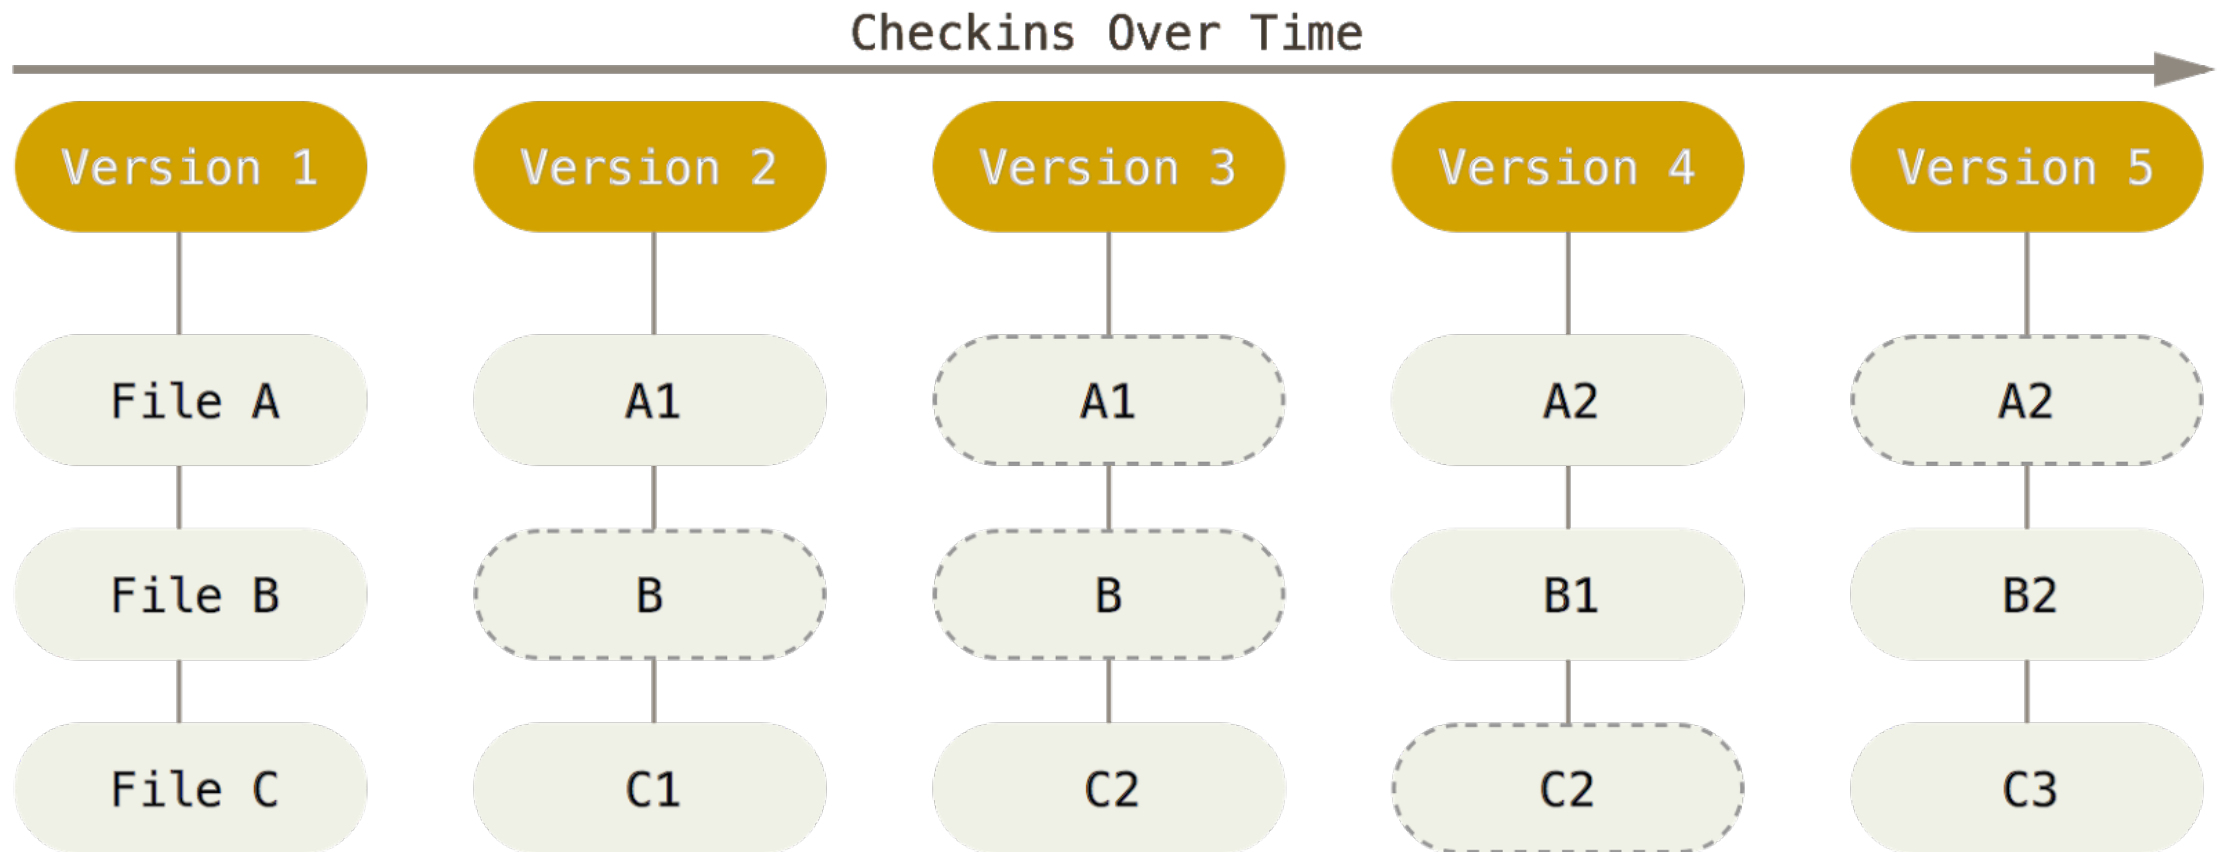 Checkins Over Time
Version 1 Version 2 Version 3 Version 4 Version 5
File A A1 A1 A2 A2
File B B B B1 B2
File C C1 C2 C2 C3